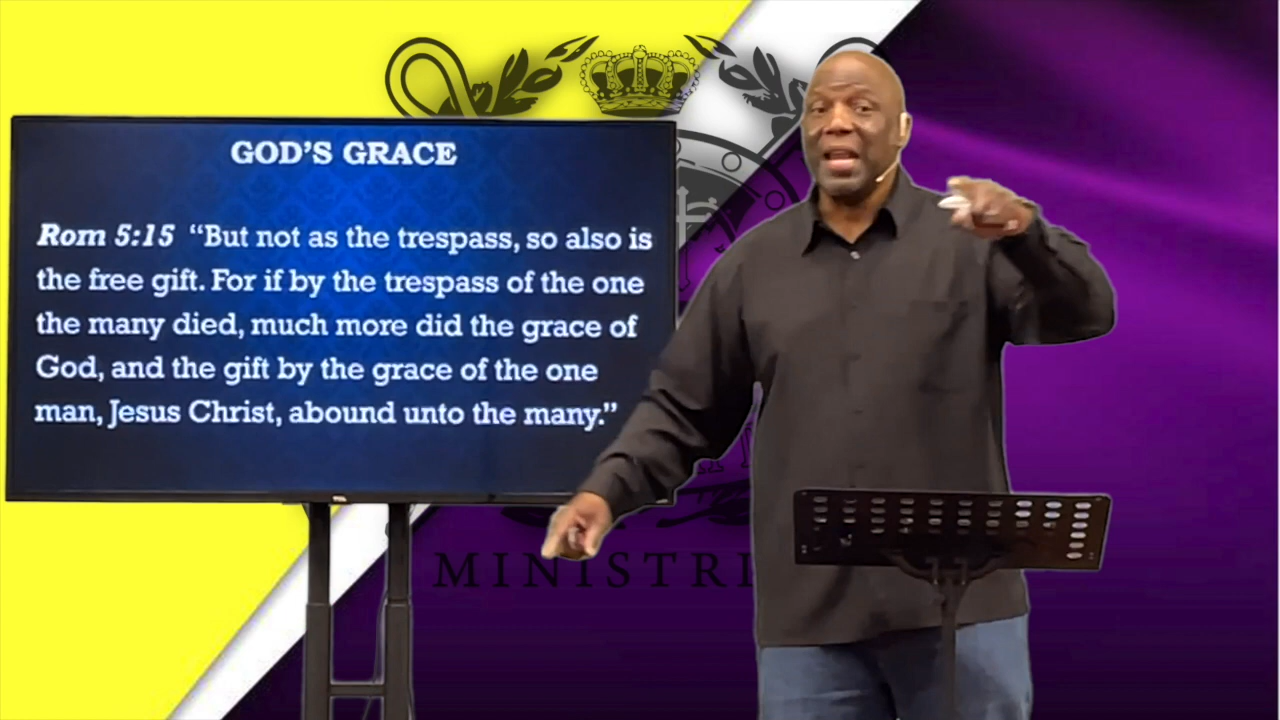 GOD'S GRACE
Rom 5:15 “But not as the trespass, so also is
the free gift. For if by the trespass of the one
the many died, much more did the grace of
God, and the gift by the grace of the one
man, Jesus Christ, abound unto the many.”